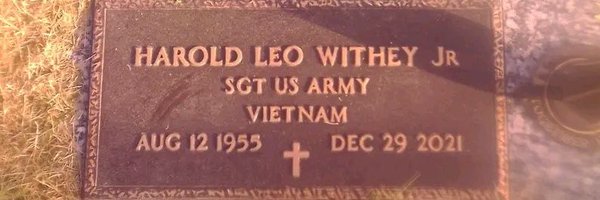 HAROLD LEO WITHEY JR
SGT US ARMY
VIETNAM
AUG 12 1955 DEC 29 2021